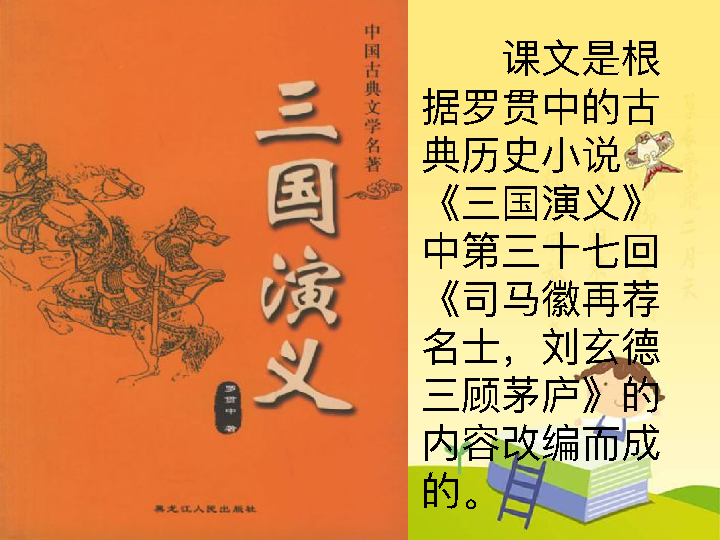 中国古典文学名著
三国演义
罗贯中 著
黑龙江人民出版社
课文是根
据罗贯中的古
典历史小说
《三国演义》
中第三十七回
《司马徽再荐
名士，刘玄德
三顾茅庐》的
内容改编而成
的。
二月天